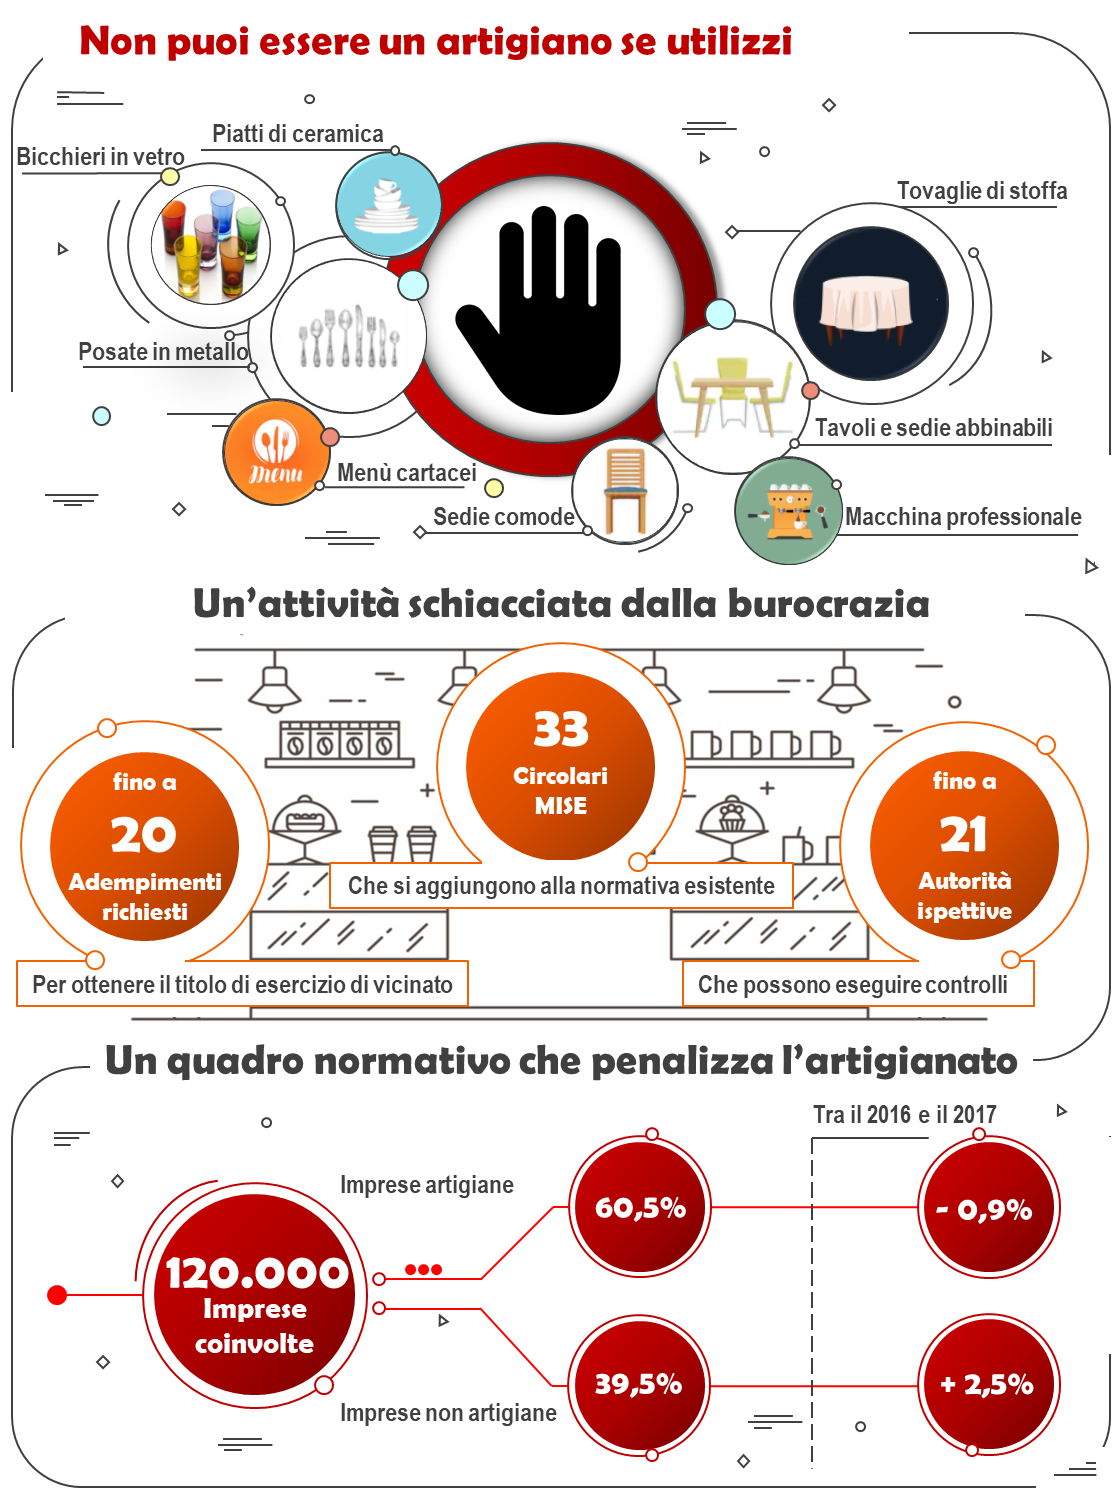 Non puoi essere un artigiano se utilizzi
Piatti di ceramica
Bicchieri in vetro
Tovaglie di stoffa
Posate in metallo
Tavoli e sedie abbinabili
menu
Menù cartacei
Sedie comode
Macchina professionale
Un'attività schiacciata dalla burocrazia
33
Circolari
MISE
Che si aggiungono alla normativa esistente
fino a
20
Adempimenti
richiesti
Per ottenere il titolo di esercizio di vicinato
fino a
21
Autorità
ispettive
Che possono eseguire controlli
Un quadro normativo che penalizza l'artigianato
Tra il 2016 e il 2017
Imprese artigiane
60,5%
- 0,9%
120.000
Imprese
coinvolte
39,5%
+ 2,5%
Imprese non artigiane